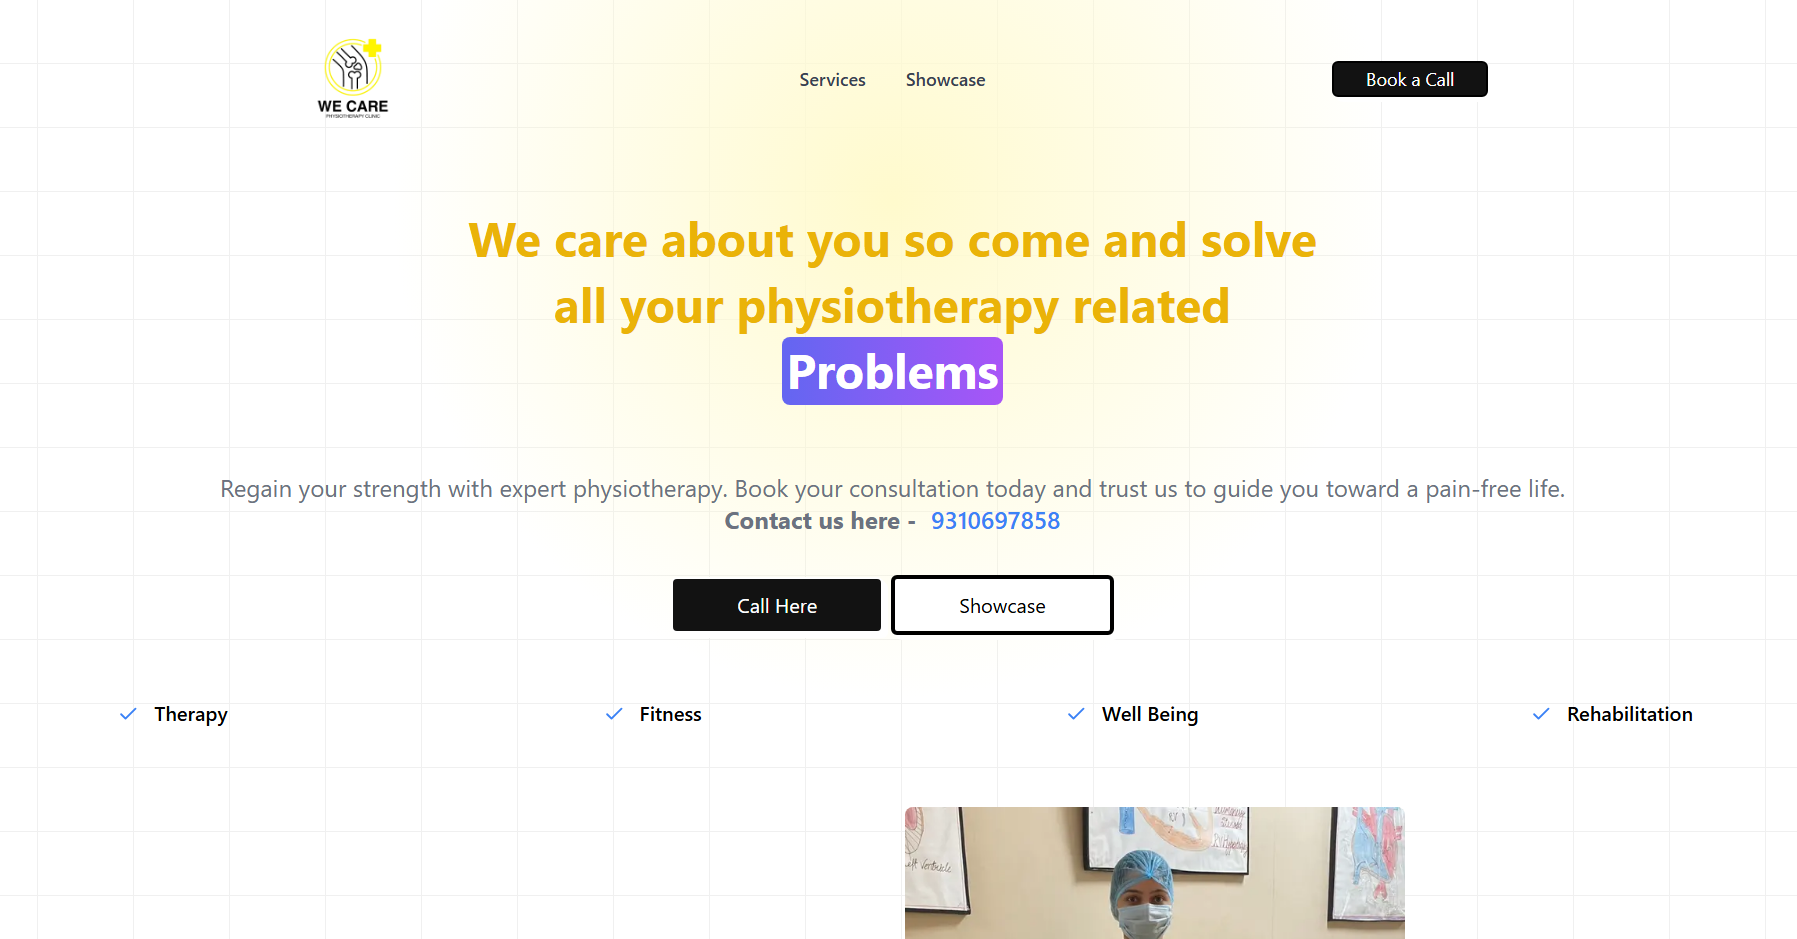 WE CARE
PHYSIOTHERAPY CLINIC
Services
Showcase
Book a Call
We care about you so come and solve
all your physiotherapy related
Problems
Regain your strength with expert physiotherapy. Book your consultation today and trust us to guide you toward a pain-free life.
Contact us here - 9310697858
Call Here
Showcase
Therapy
Fitness
Well Being
Rehabilitation
Left Ventricle